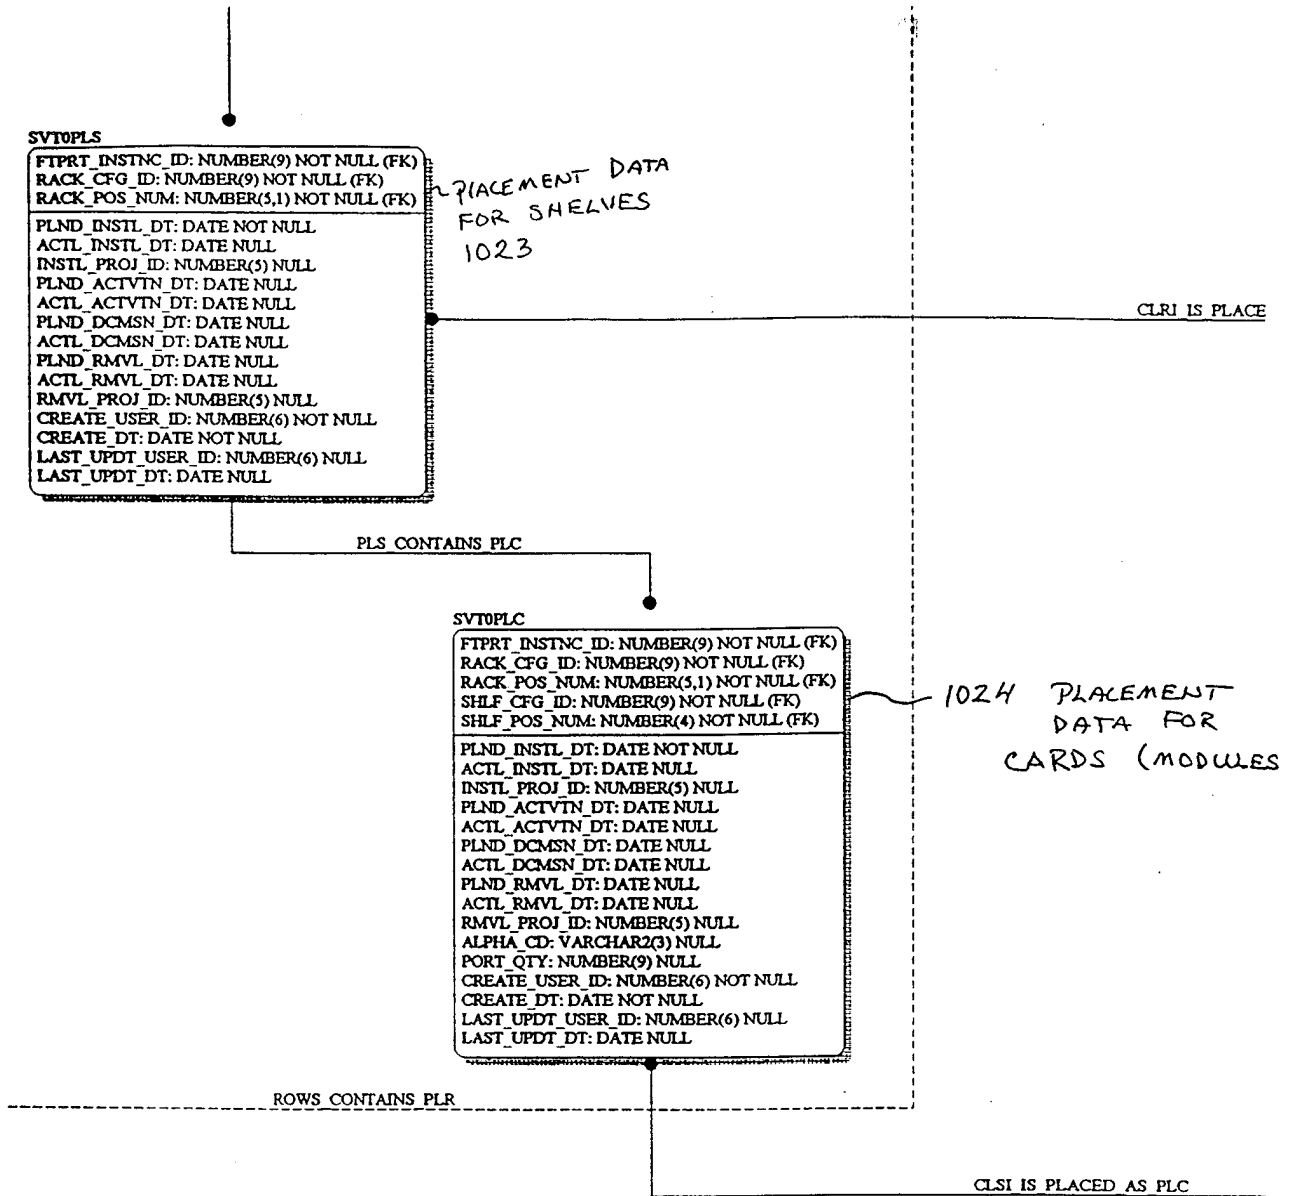 SVT0PLS
FTPRT_INSTNC_ID: NUMBER(9) NOT NULL (FK)
RACK_CFG_ID: NUMBER(9) NOT NULL (FK)
RACK_POS_NUM: NUMBER(5,1) NOT NULL (FK)
PLND_INSTL_DT: DATE NOT NULL
ACTL_INSTL_DT: DATE NULL
INSTL_PROJ_ID: NUMBER(5) NULL
PLND_ACTVTN_DT: DATE NULL
ACTL_ACTVTN_DT: DATE NULL
PLND_DCMSN_DT: DATE NULL
ACTL_DCMSN_DT: DATE NULL
PLND_RMVL_DT: DATE NULL
ACTL_RMVL_DT: DATE NULL
RMVL_PROJ_ID: NUMBER(5) NULL
CREATE_USER_ID: NUMBER(6) NOT NULL
CREATE_DT: DATE NOT NULL
LAST_UPDT_USER_ID: NUMBER(6) NULL
LAST_UPDT_DT: DATE NULL
PLACEMENT DATA
FOR SHELVES
1023
CLRI IS PLACE
PLS CONTAINS PLC
SVT0PLC
FTPRT_INSTNC_ID: NUMBER(9) NOT NULL (FK)
RACK_CFG_ID: NUMBER(9) NOT NULL (FK)
RACK_POS_NUM: NUMBER(5,1) NOT NULL (FK)
SHLF_CFG_ID: NUMBER(9) NOT NULL (FK)
SHLF_POS_NUM: NUMBER(4) NOT NULL (FK)
PLND_INSTL_DT: DATE NOT NULL
ACTL_INSTL_DT: DATE NULL
INSTL_PROJ_ID: NUMBER(5) NULL
PLND_ACTVTN_DT: DATE NULL
ACTL_ACTVTN_DT: DATE NULL
PLND_DCMSN_DT: DATE NULL
ACTL_DCMSN_DT: DATE NULL
PLND_RMVL_DT: DATE NULL
ACTL_RMVL_DT: DATE NULL
RMVL_PROJ_ID: NUMBER(5) NULL
ALPHA_CD: VARCHAR2(3) NULL
PORT_QTY: NUMBER(9) NULL
CREATE_USER_ID: NUMBER(6) NOT NULL
CREATE_DT: DATE NOT NULL
LAST_UPDT_USER_ID: NUMBER(6) NULL
LAST_UPDT_DT: DATE NULL
1024 PLACEMENT
DATA FOR
CARDS (MODULES
ROWS CONTAINS PLR
CLSI IS PLACED AS PLC